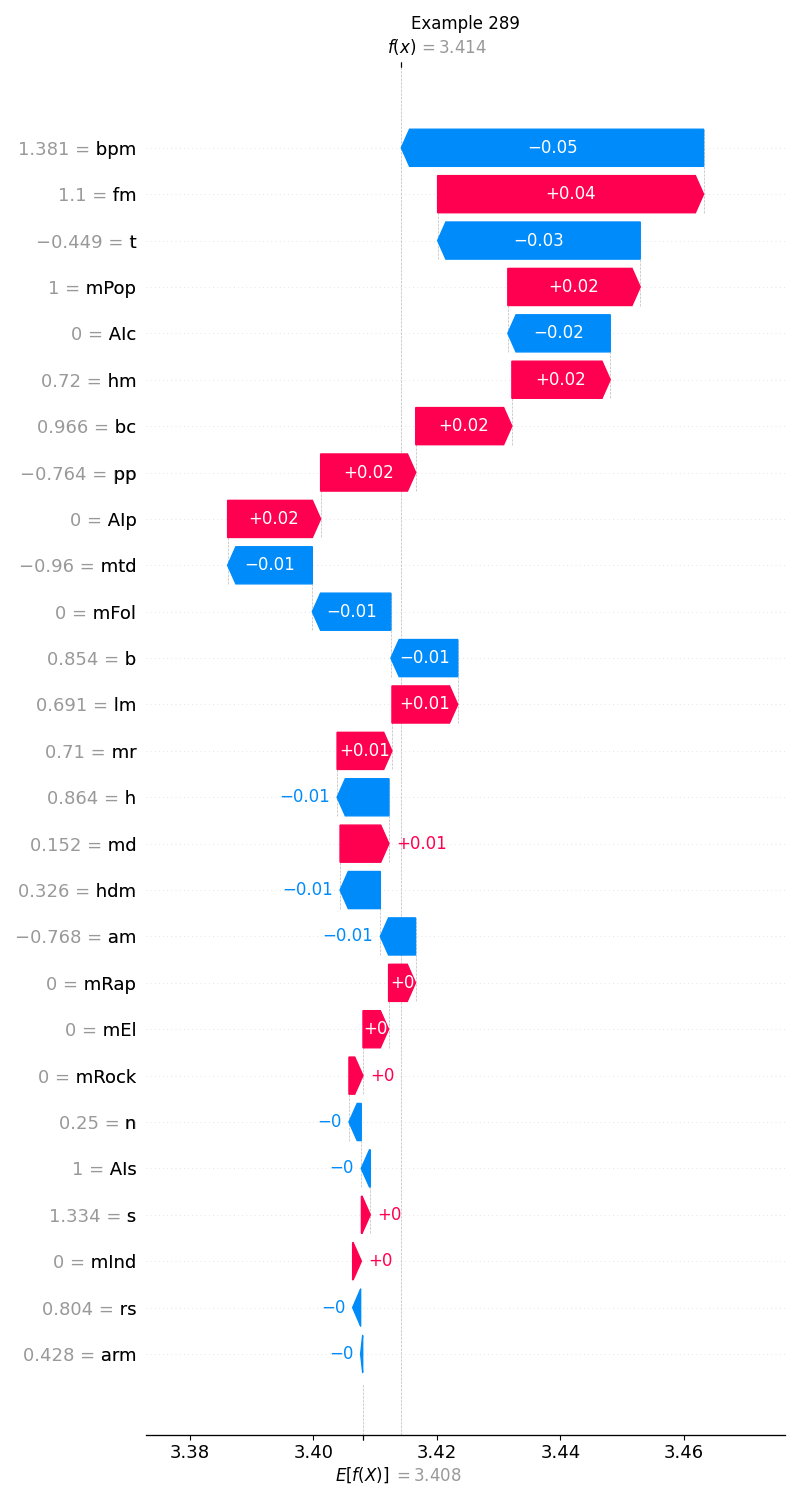 Example 289
f(x) = 3.414
1.381 = bpm −0.05
1.1 = fm +0.04
−0.449 = t −0.03
1 = mPop +0.02
0 = AIc −0.02
0.72 = hm +0.02
0.966 = bc +0.02
−0.764 = pp +0.02
0 = AIp +0.02
−0.96 = mtd −0.01
0 = mFol −0.01
0.854 = b −0.01
0.691 = lm +0.01
0.71 = mr +0.01
0.864 = h −0.01
0.152 = md +0.01
0.326 = hdm −0.01
−0.768 = am −0.01
0 = mRap +0
0 = mEl +0
0 = mRock +0
0.25 = n −0
1 = AIs −0
1.334 = s +0
0 = mInd +0
0.804 = rs −0
0.428 = arm −0
3.38 3.40 3.42 3.44 3.46
E[f(X)] = 3.408